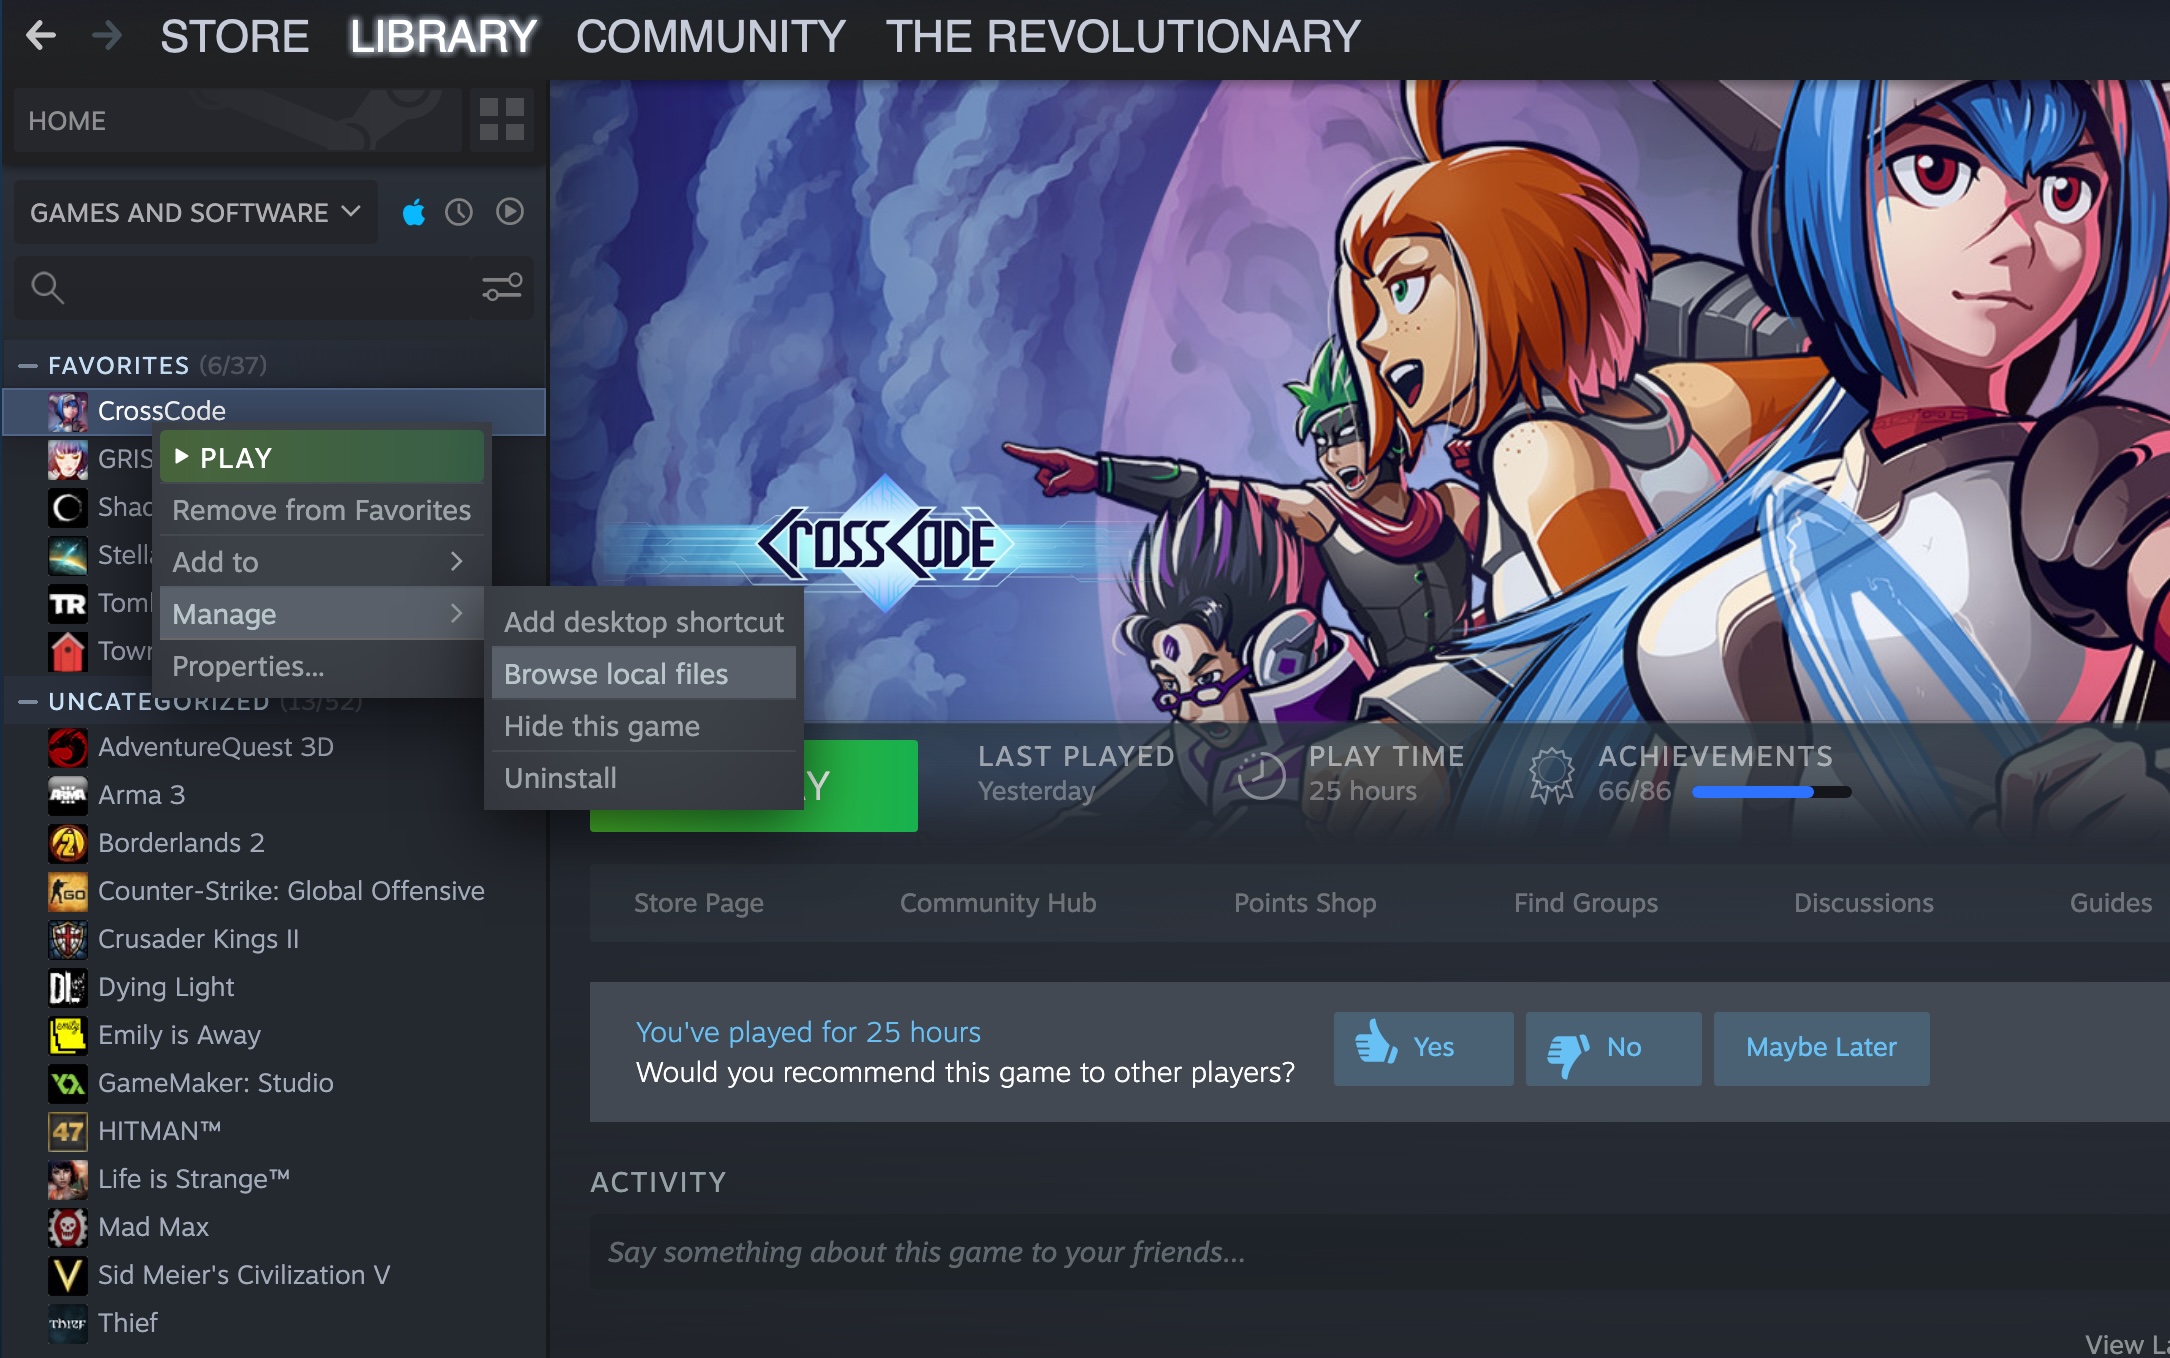 STORE LIBRARY COMMUNITY THE REVOLUTIONARY
HOME
GAMES AND SOFTWARE
FAVORITES (6/37)
CrossCode
GRIS
Shad
Stella
Tom
Town
PLAY
Remove from Favorites
Add to
Manage
Properties...
Add desktop shortcut
Browse local files
Hide this game
Uninstall
UNCATEGORIZED (13/52)
AdventureQuest 3D
Arma 3
Borderlands 2
Counter-Strike: Global Offensive
Crusader Kings II
Dying Light
Emily is Away
GameMaker: Studio
HITMAN™
Life is Strange™
Mad Max
Sid Meier's Civilization V
Thief
CROSSCODE
Y
LAST PLAYED
Yesterday
PLAY TIME
25 hours
ACHIEVEMENTS
66/86
Store Page Community Hub Points Shop Find Groups Discussions Guides
You've played for 25 hours
Would you recommend this game to other players?
Yes No Maybe Later
ACTIVITY
Say something about this game to your friends...
View La